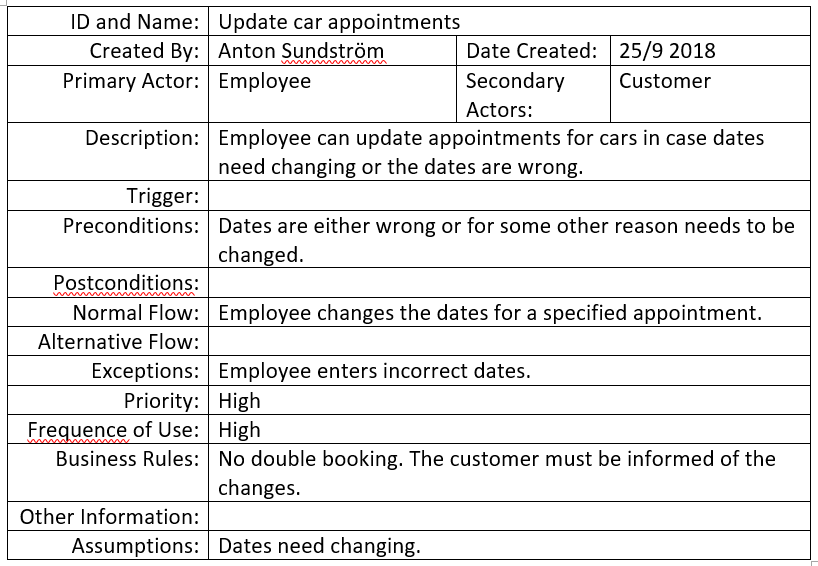 ID and Name: Update car appointments
Created By: Anton Sundström Date Created: 25/9 2018
Primary Actor: Employee Secondary Customer
Actors:
Description: Employee can update appointments for cars in case dates
need changing or the dates are wrong.
Trigger:
Preconditions: Dates are either wrong or for some other reason needs to be
changed.
Postconditions:
Normal Flow: Employee changes the dates for a specified appointment.
Alternative Flow:
Exceptions: Employee enters incorrect dates.
Priority: High
Frequence of Use: High
Business Rules: No double booking. The customer must be informed of the
changes.
Other Information:
Assumptions: Dates need changing.